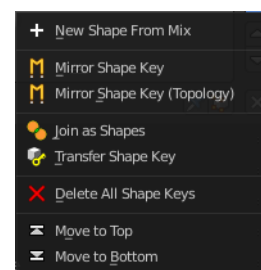 New Shape From Mix
Mirror Shape Key
Mirror Shape Key (Topology)
Join as Shapes
Transfer Shape Key
Delete All Shape Keys
Move to Top
Move to Bottom